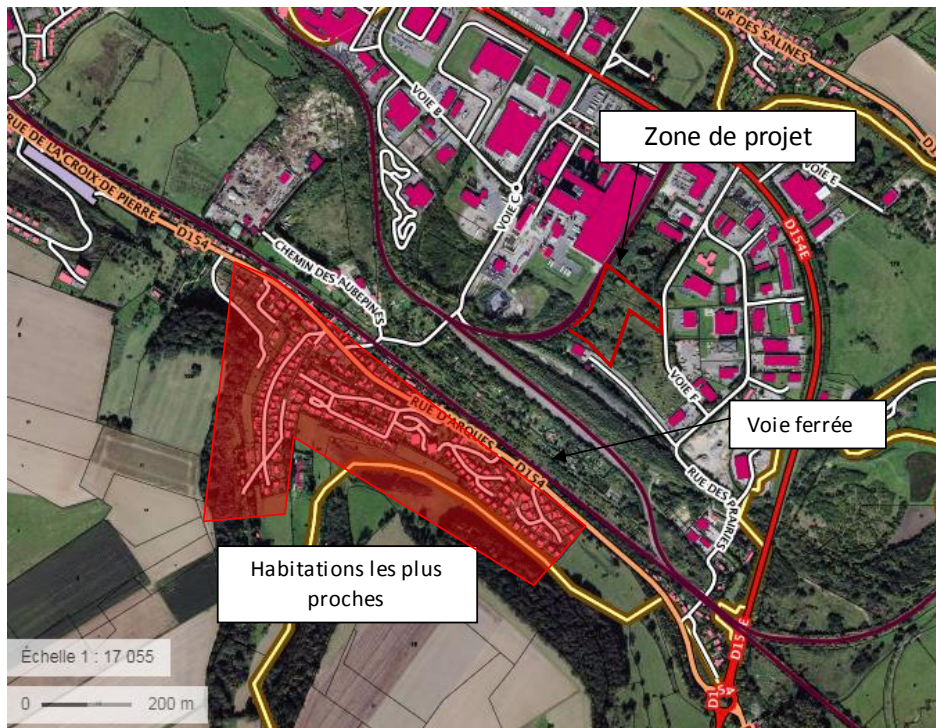 GR DES SALINES
D1
VOIE B
Zone de projet
VOIE E
RUE DE LA CROIX DE PIERRE
D154
VOIE C
D154E
CHEMIN DES AUBEPINES
VOIE F
RUE D'ARQUES
D154
Voie ferrée
RUE DES PRAIRIES
Habitations les plus
proches
Échelle 1 : 17 055
0
200 m